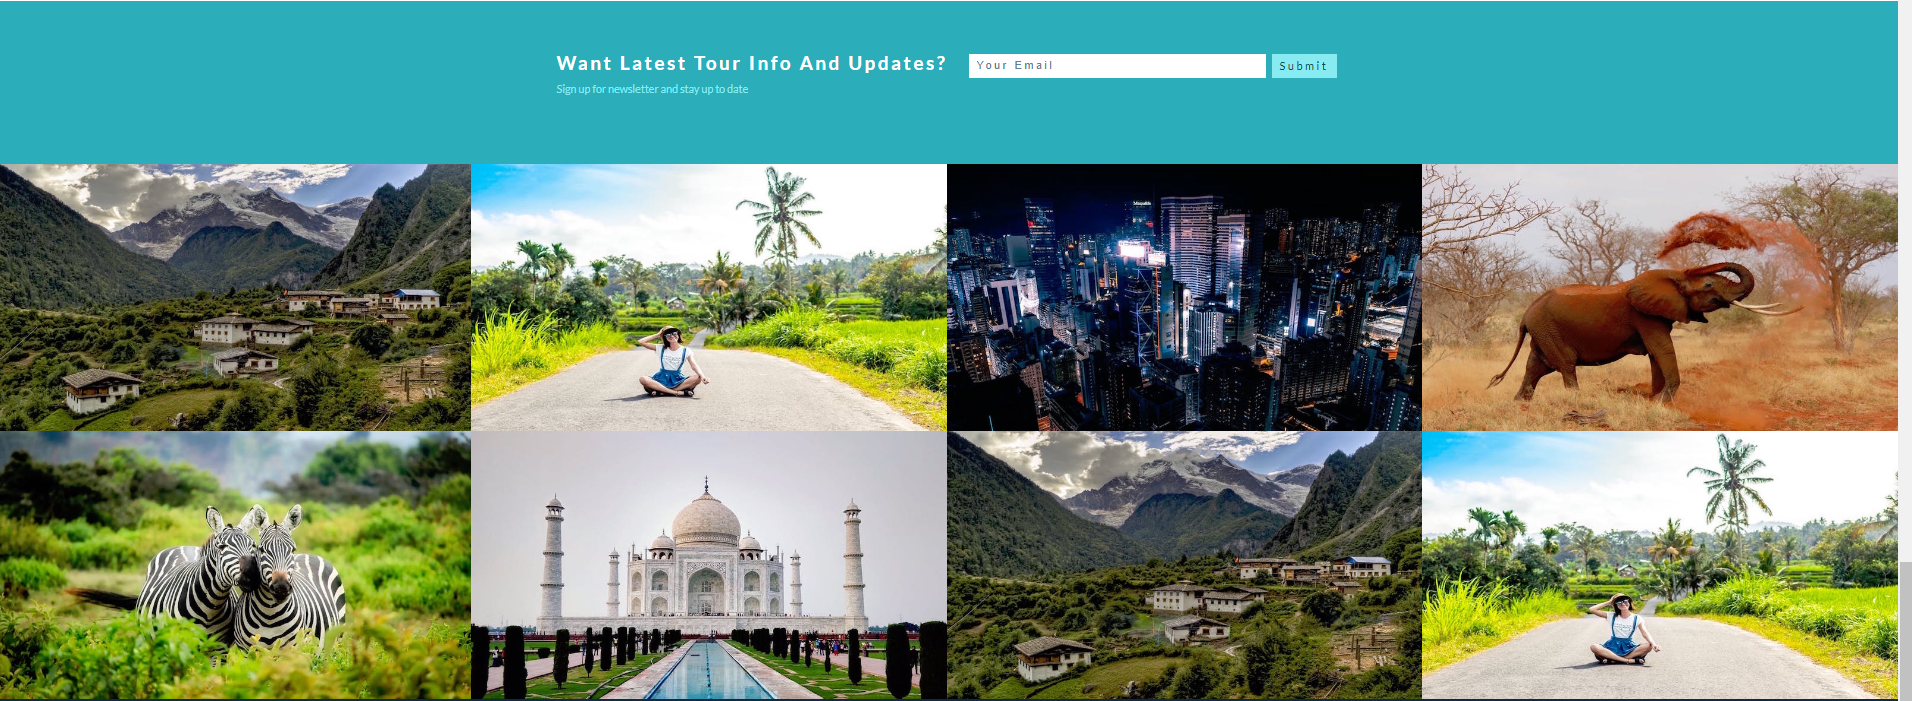 Want Latest Tour Info And Updates?
Your Email
Submit
Sign up for newsletter and stay up to date